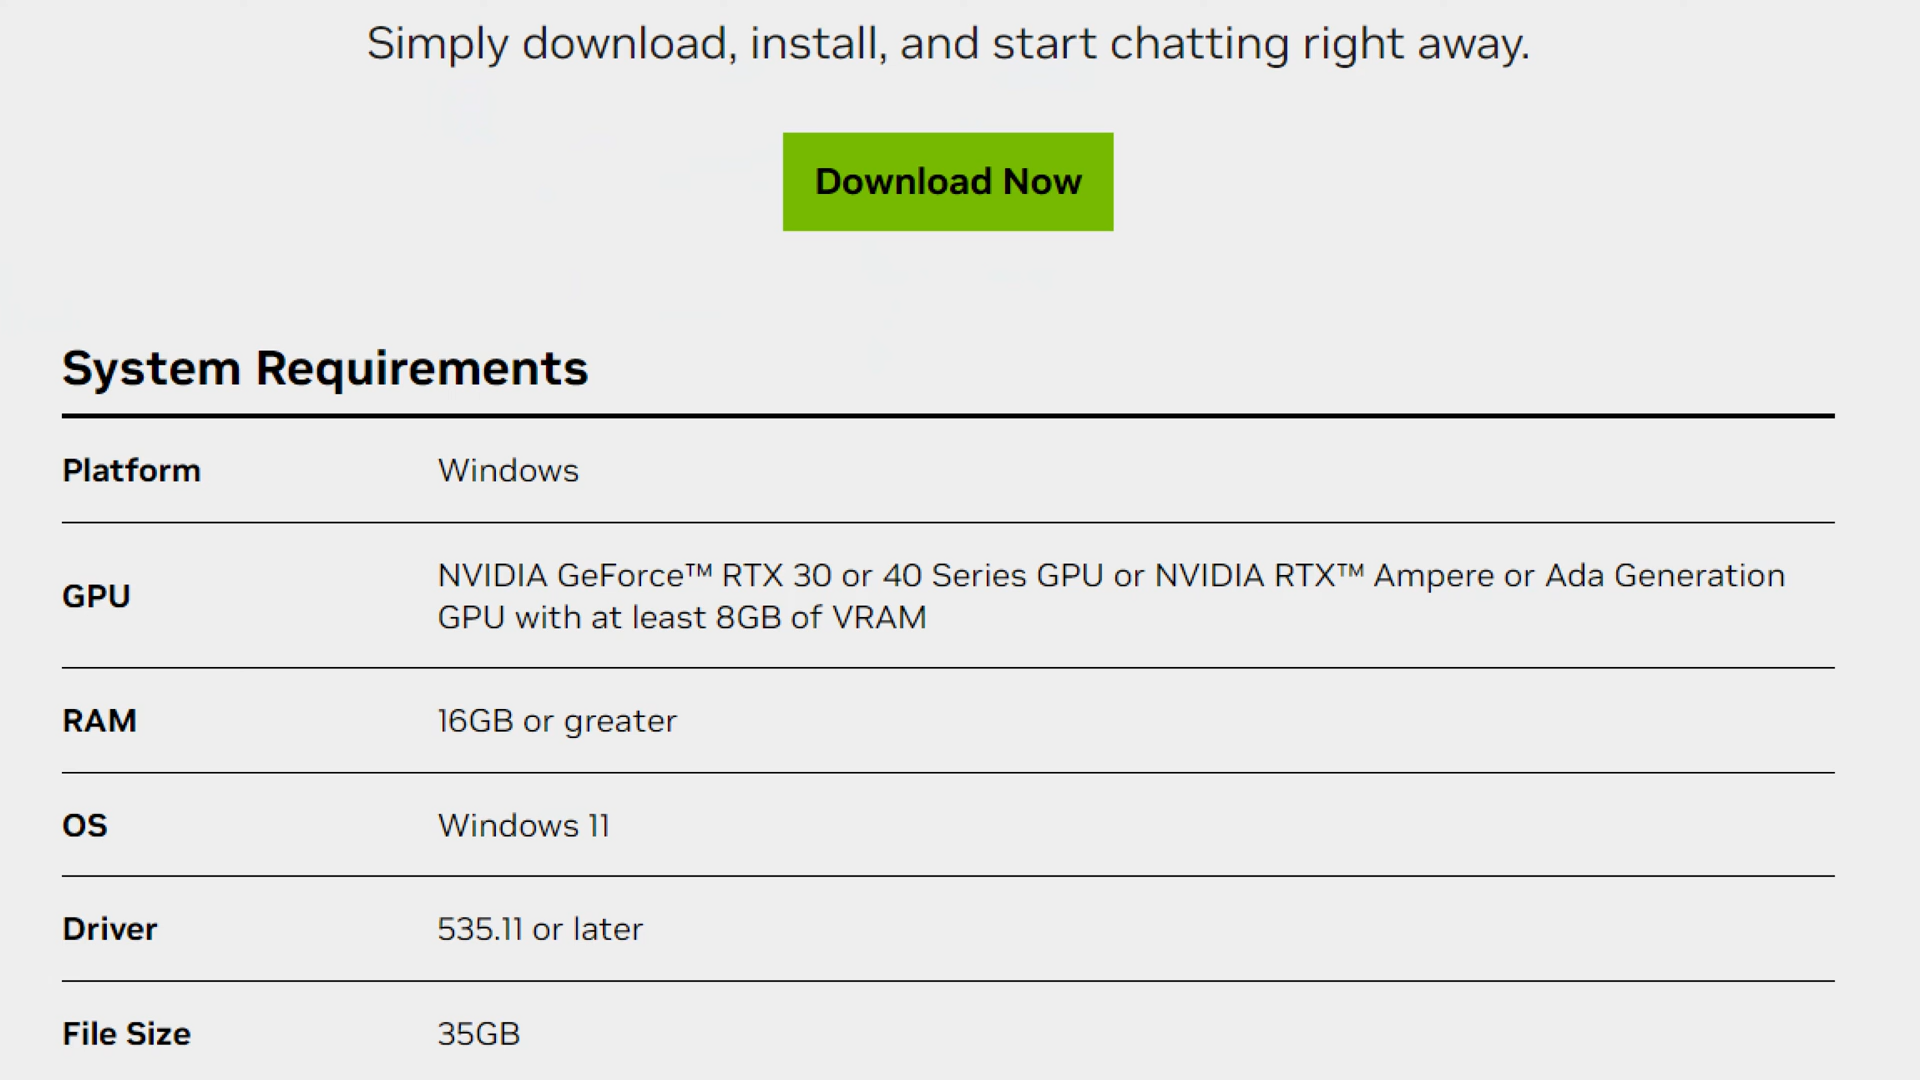 Simply download, install, and start chatting right away.
Download Now
System Requirements
Platform Windows
GPU NVIDIA GeForce™ RTX 30 or 40 Series GPU or NVIDIA RTX™ Ampere or Ada Generation
GPU with at least 8GB of VRAM
RAM 16GB or greater
OS Windows 11
Driver 535.11 or later
File Size 35GB